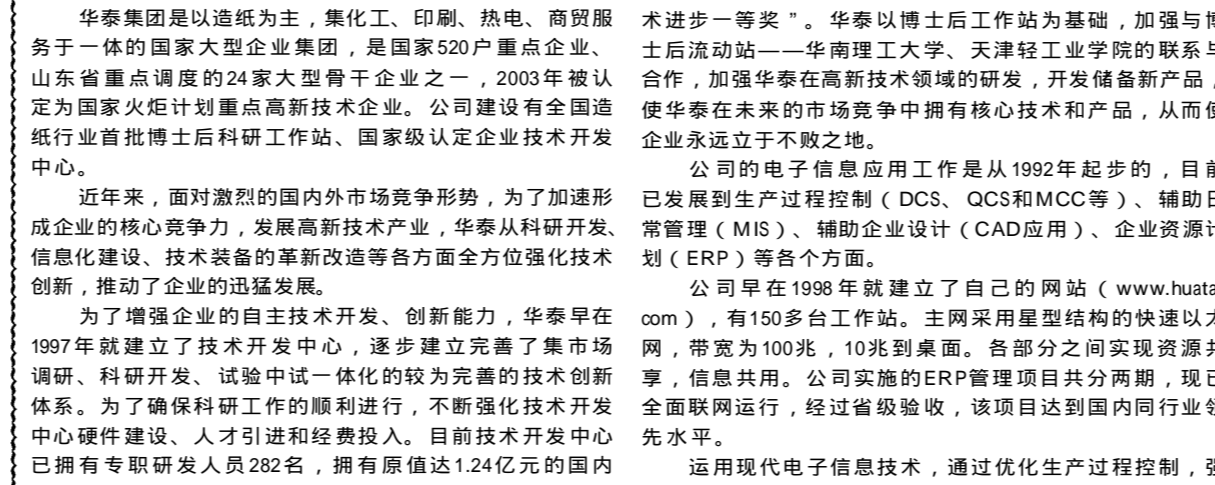 华泰集团是以造纸为主，集化工、印刷、热电、商贸服
务于一体的国家大型企业集团，是国家520户重点企业、
山东省重点调度的24家大型骨干企业之一，2003年被认
定为国家火炬计划重点高新技术企业。公司建设有全国造
纸行业首批博士后科研工作站、国家级认定企业技术开发
中心。
近年来，面对激烈的国内外市场竞争形势，为了加速形
成企业的核心竞争力，发展高新技术产业，华泰从科研开发、
信息化建设、技术装备的革新改造等各方面全方位强化技术
创新，推动了企业的迅猛发展。
为了增强企业的自主技术开发、创新能力，华泰早在
1997年就建立了技术开发中心，逐步建立完善了集市场
调研、科研开发、试验中试一体化的较为完善的技术创新
体系。为了确保科研工作的顺利进行，不断强化技术开发
中心硬件建设、人才引进和经费投入。目前技术开发中心
已拥有专职研发人员282名，拥有原值达1.24亿元的国内
术进步一等奖”。华泰以博士后工作站为基础，加强与博
士后流动站——华南理工大学、天津轻工业学院的联系与
合作，加强华泰在高新技术领域的研发，开发储备新产品，
使华泰在未来的市场竞争中拥有核心技术和产品，从而使
企业永远立于不败之地。
公司的电子信息应用工作是从1992年起步的，目前
已发展到生产过程控制（DCS、QCS和MCC等）、辅助日
常管理（MIS）、辅助企业设计（CAD应用）、企业资源计
划（ERP）等各个方面。
公司早在1998年就建立了自己的网站（www.huata
com），有150多台工作站。主网采用星型结构的快速以太
网，带宽为100兆，10兆到桌面。各部分之间实现资源共
享，信息共用。公司实施的ERP管理项目共分两期，现已
全面联网运行，经过省级验收，该项目达到国内同行业领
先水平。
运用现代电子信息技术，通过优化生产过程控制，强